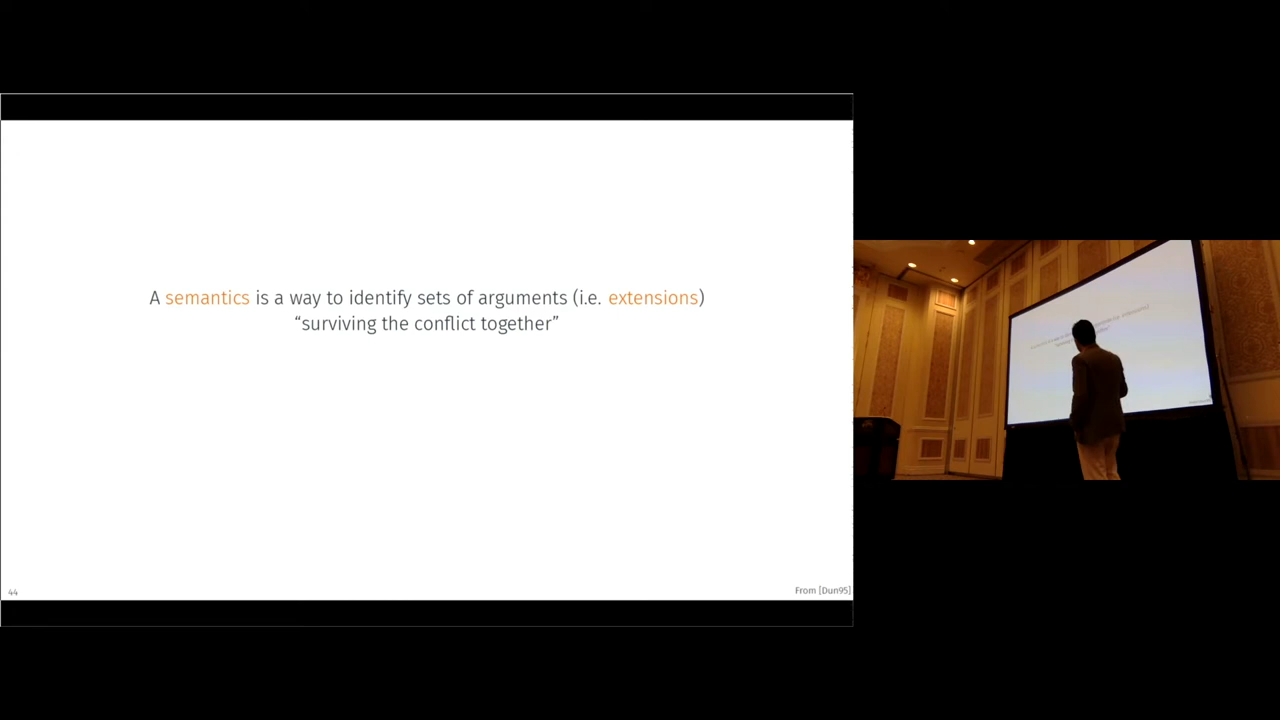 A semantics is a way to identify sets of arguments (i.e. extensions)
“surviving the conflict together”
44
From [Dun95]